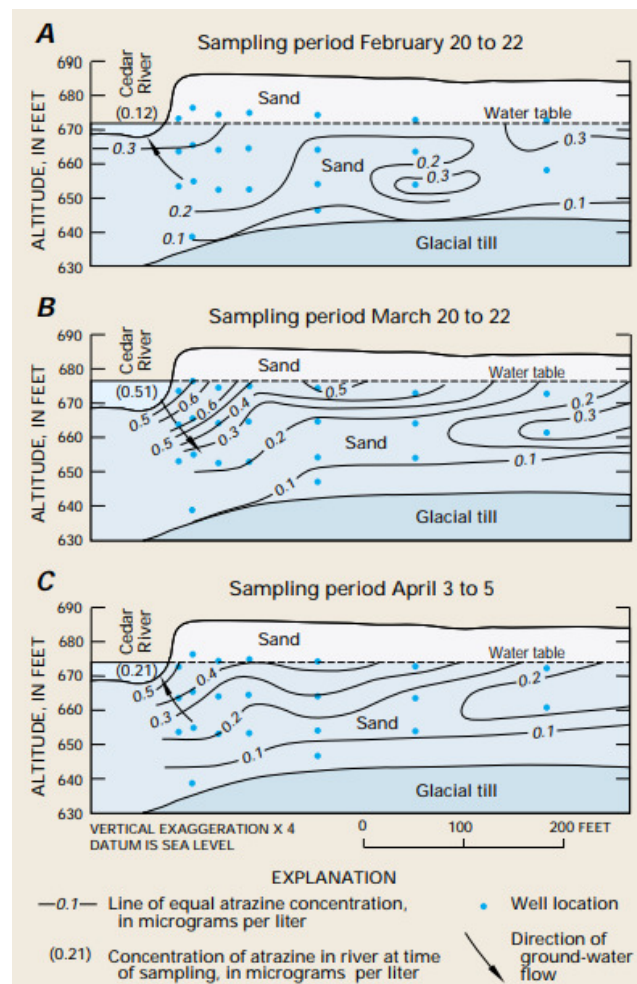 A
Sampling period February 20 to 22
690
680
670
660
650
640
630
ALTITUDE, IN FEET
Cedar
River
(0.12)
Sand
Water table
0.3
0.3
0.2
Sand
0.3
0.2
0.1
0.1
Glacial till
B
Sampling period March 20 to 22
690
680
670
660
650
640
630
ALTITUDE, IN FEET
Cedar
River
(0.51)
Sand
Water table
0.5
0.6
0.6
0.5
0.4
0.3
0.5
0.2
0.3
0.2
Sand
0.1
0.1
Glacial till
C
Sampling period April 3 to 5
690
680
670
660
650
640
630
ALTITUDE, IN FEET
Cedar
River
(0.21)
Sand
Water table
0.5
0.4
0.3
0.2
0.2
Sand
0.1
0.1
Glacial till
VERTICAL EXAGGERATION X 4
DATUM IS SEA LEVEL
0 100 200 FEET
EXPLANATION
—0.1— Line of equal atrazine concentration,
in micrograms per liter
(0.21) Concentration of atrazine in river at time
of sampling, in micrograms per liter
Well location
Direction of
ground-water
flow